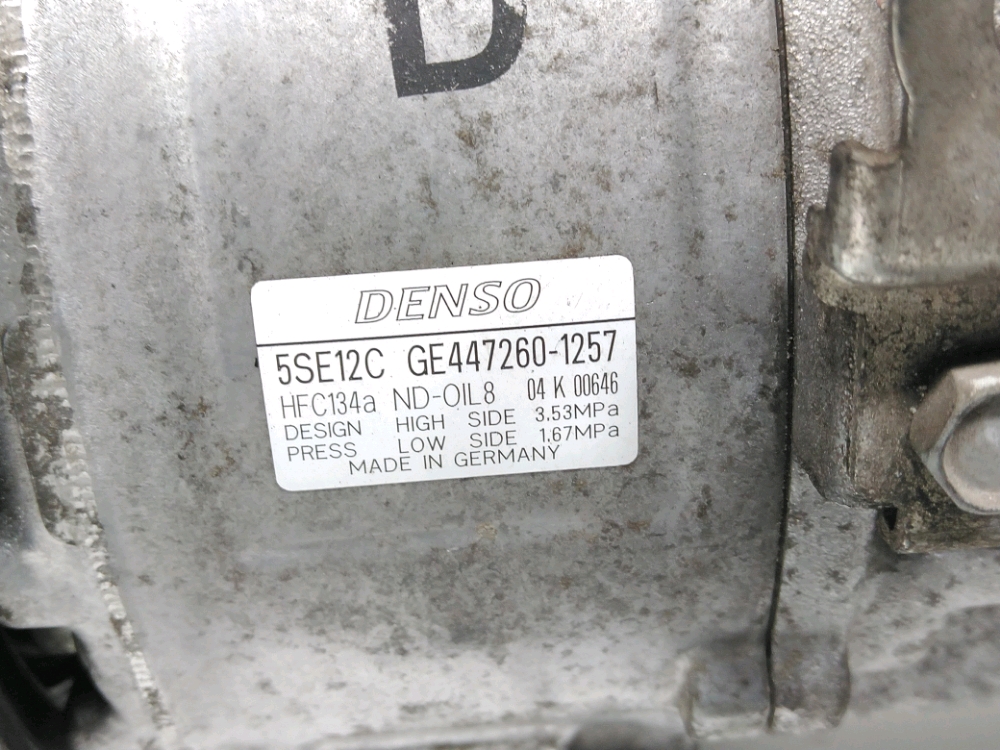 D
DENSO
5SE12C GE447260-1257
HFC134a ND-OIL8 04 K 00646
DESIGN HIGH SIDE 3.53MPa
PRESS LOW SIDE 1.67MPa
MADE IN GERMANY